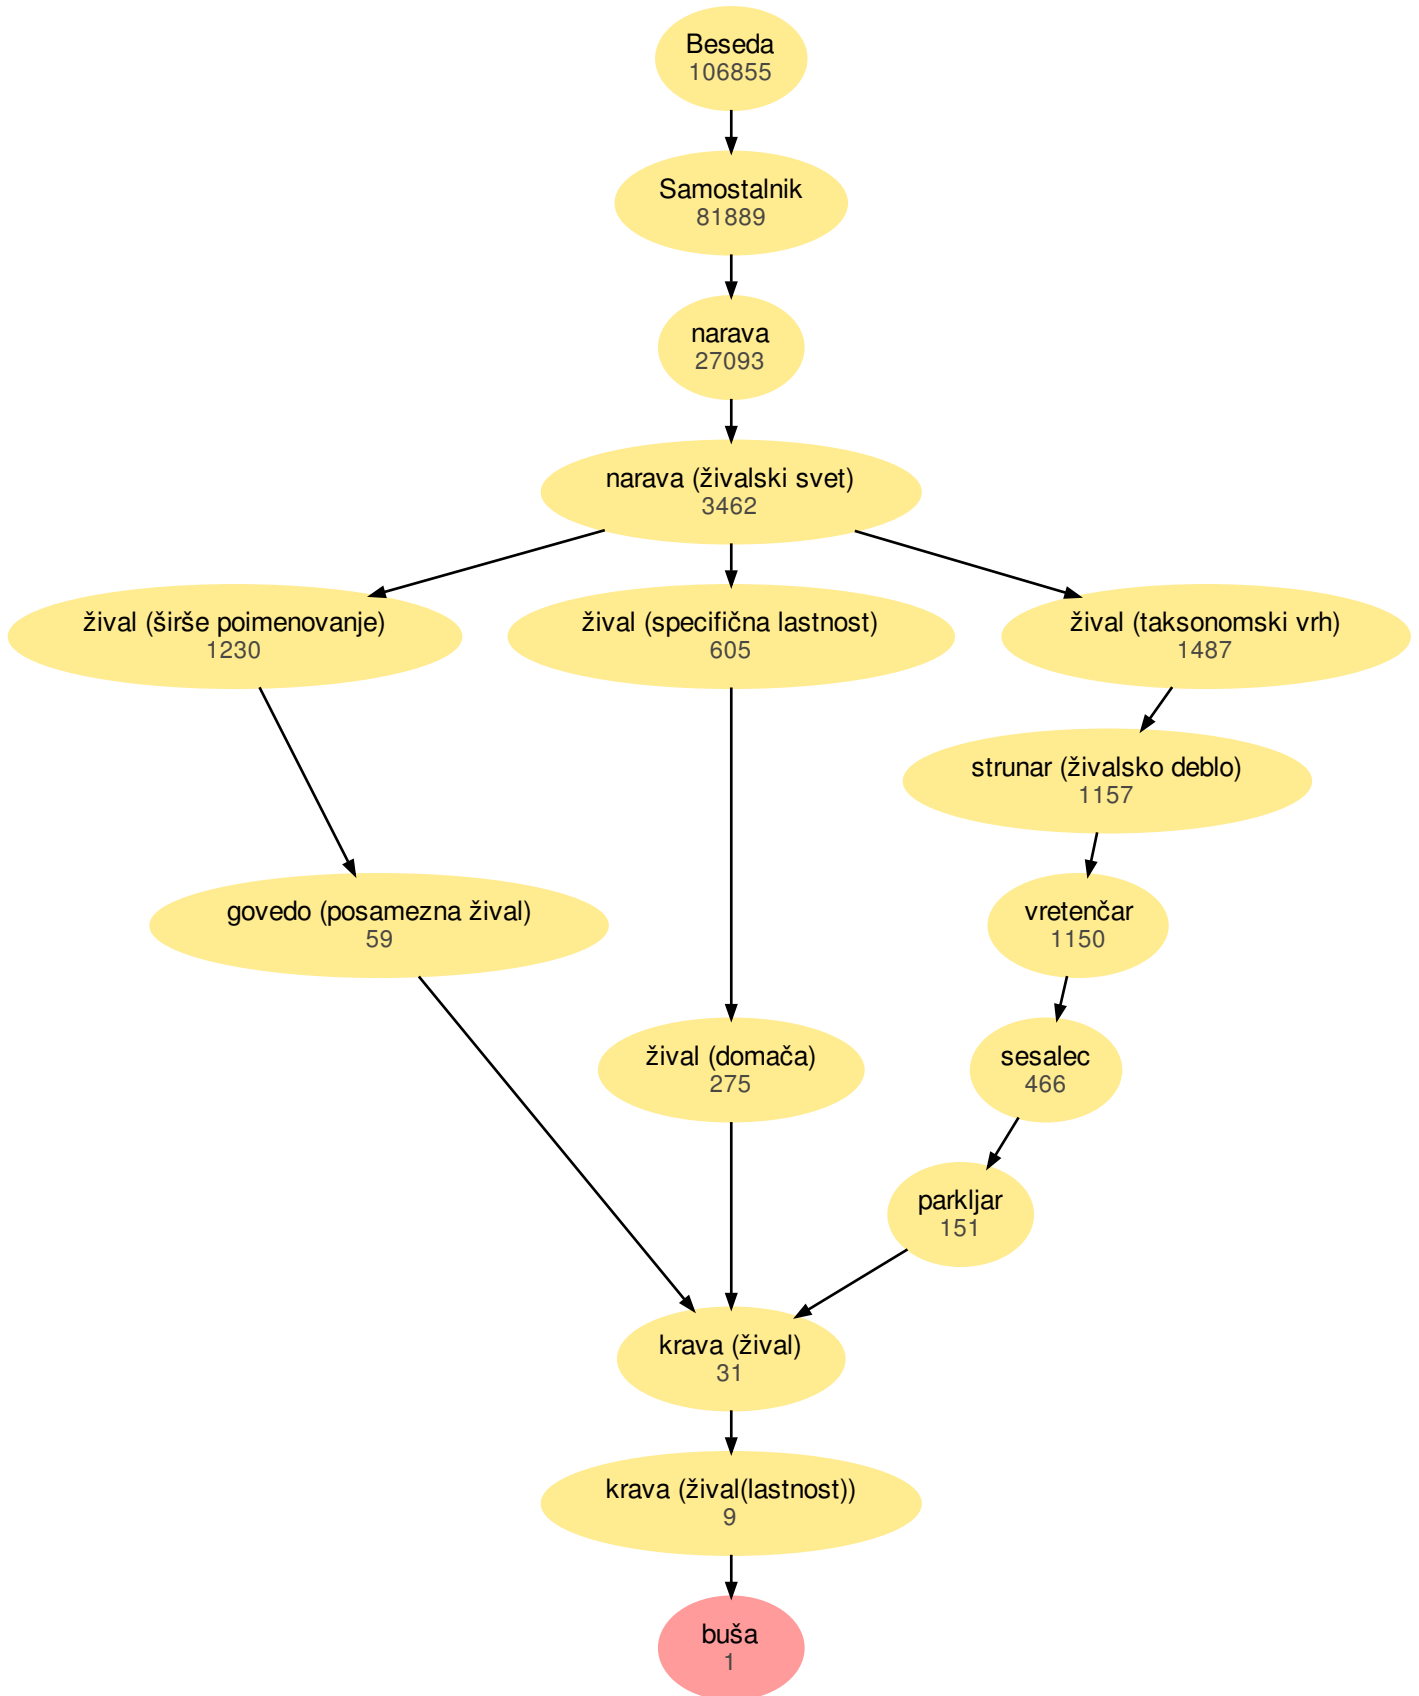 Beseda
106855
Samostalnik
81889
narava
27093
narava (živalski svet)
3462
žival (širše poimenovanje)
1230
žival (specifična lastnost)
605
žival (taksonomski vrh)
1487
strunar (živalsko deblo)
1157
govedo (posamezna žival)
59
vretenčar
1150
žival (domača)
275
sesalec
466
parkljar
151
krava (žival)
31
krava (žival(lastnost))
9
buša
1